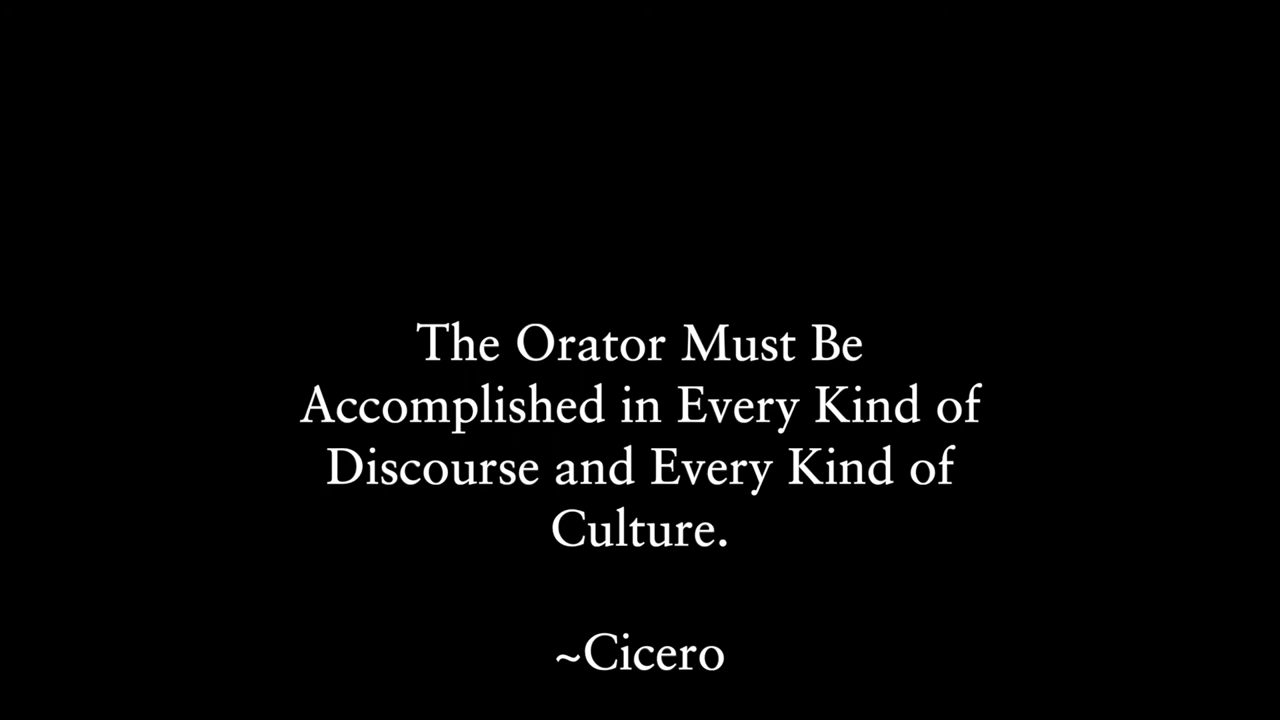 The Orator Must Be
Accomplished in Every Kind of
Discourse and Every Kind of
Culture.
~Cicero